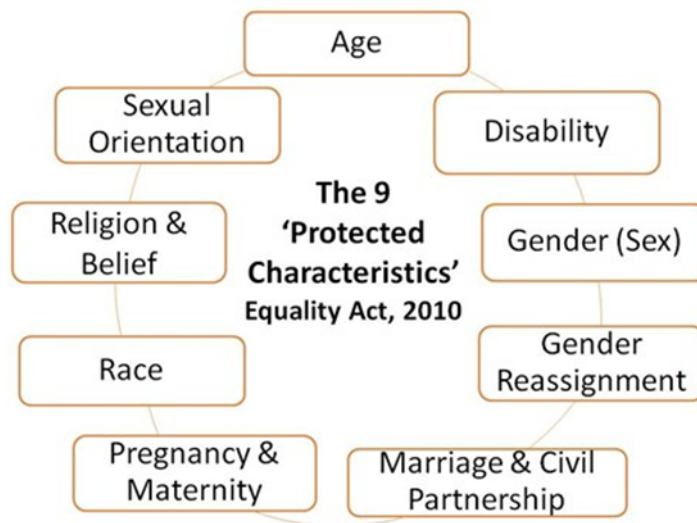 Age
Disability
Gender (Sex)
Gender
Reassignment
Marriage & Civil
Partnership
Pregnancy &
Maternity
Race
Religion &
Belief
Sexual
Orientation
The 9
‘Protected
Characteristics’
Equality Act, 2010